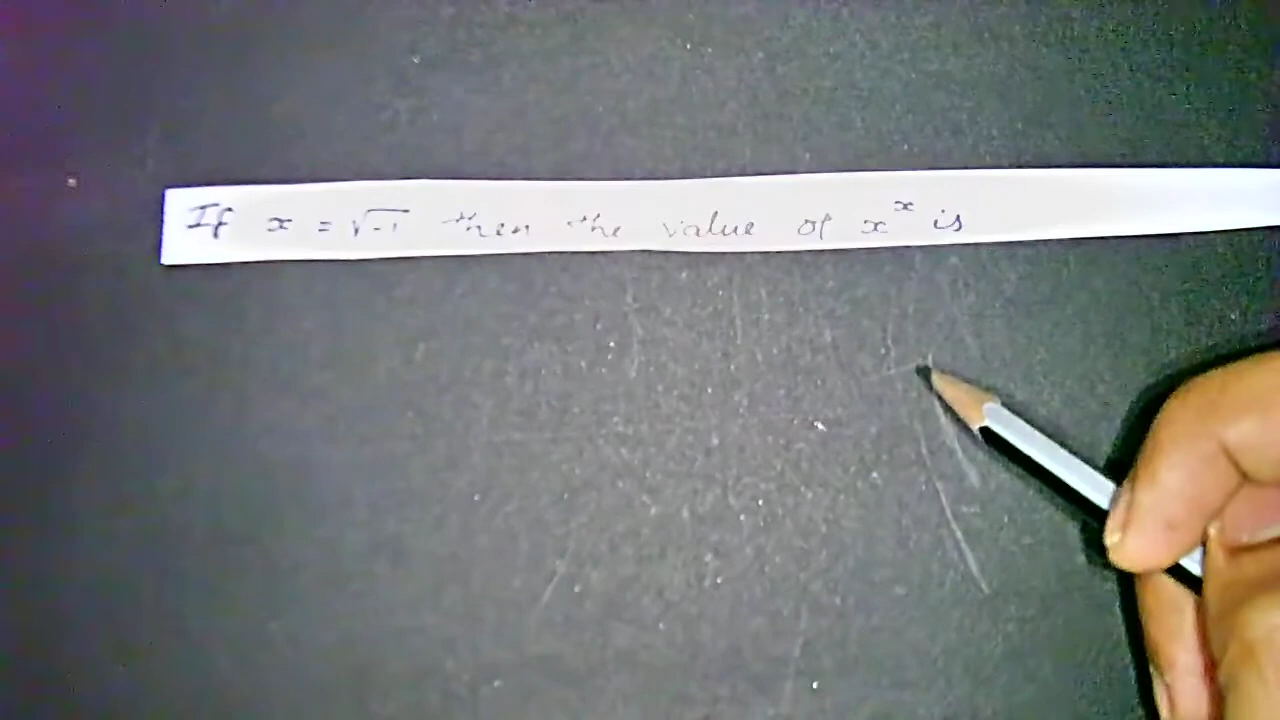 If x = √-1 then the value of x^x is